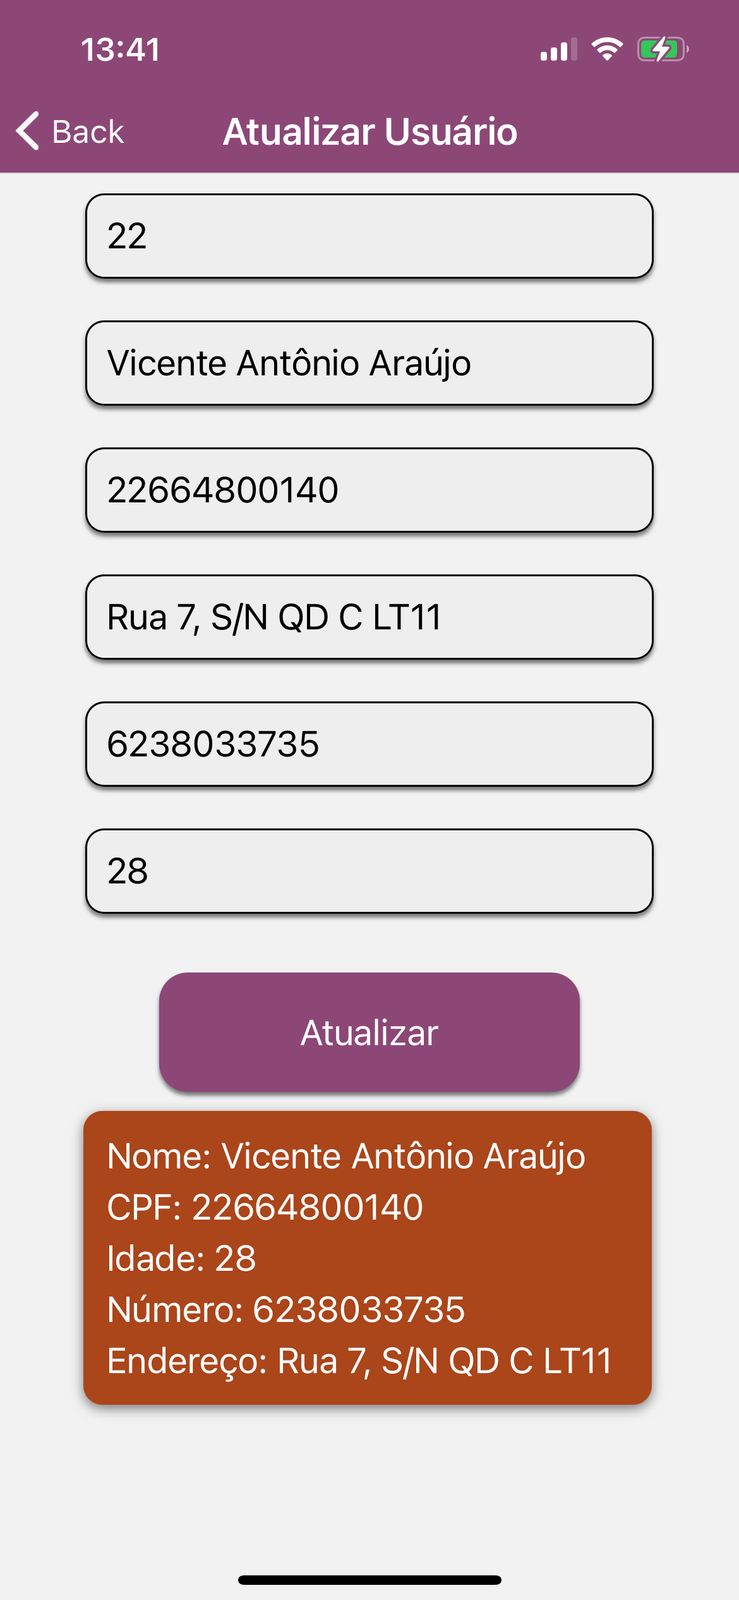 13:41
Back
Atualizar Usuário
22
Vicente Antônio Araújo
22664800140
Rua 7, S/N QD C LT11
6238033735
28
Atualizar
Nome: Vicente Antônio Araújo
CPF: 22664800140
Idade: 28
Número: 6238033735
Endereço: Rua 7, S/N QD C LT11